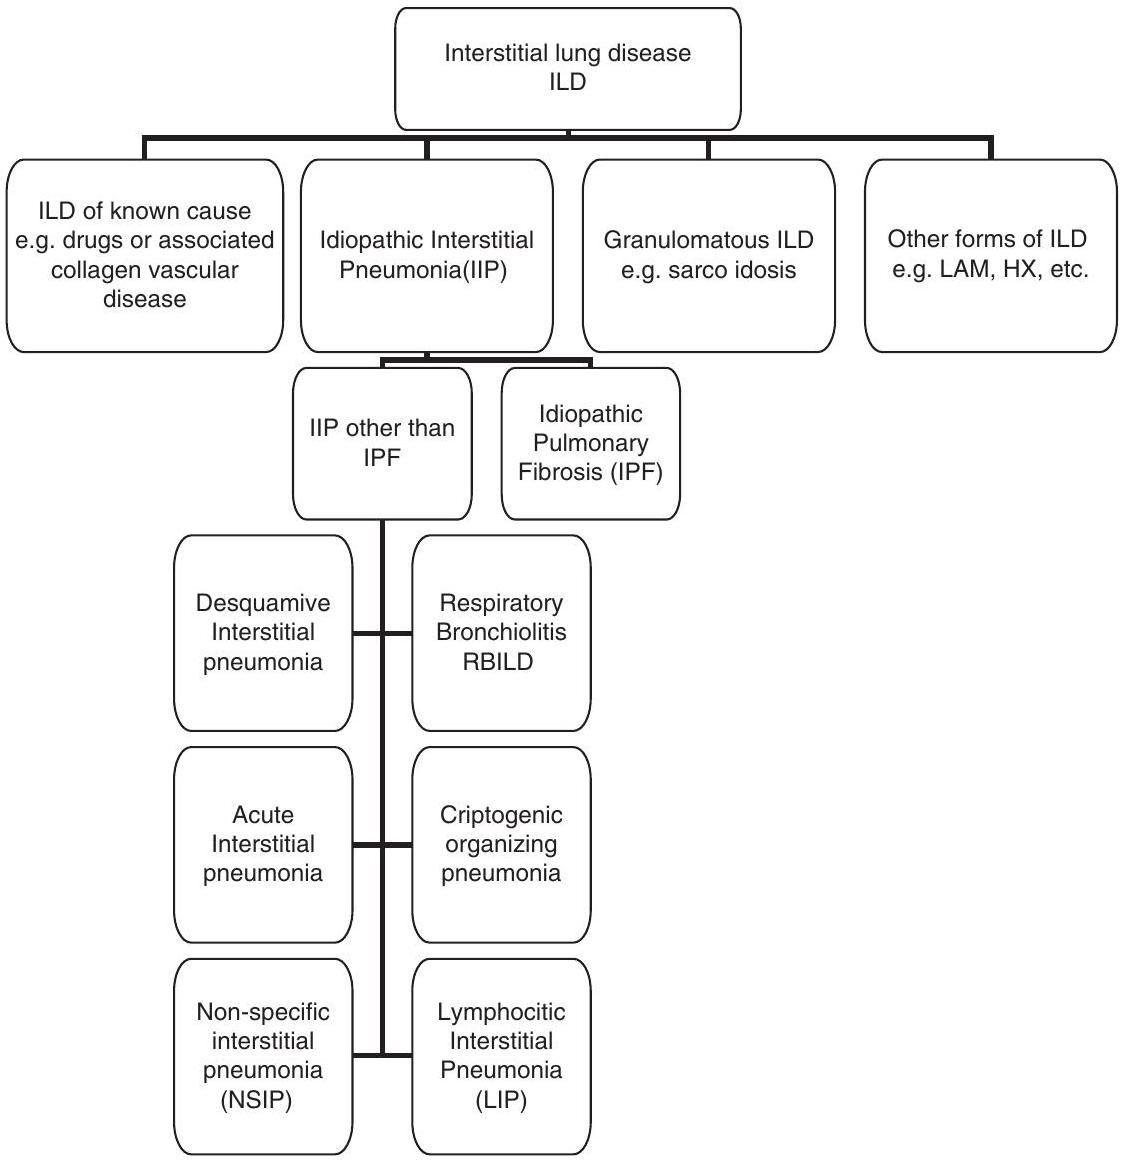 Interstitial lung disease
ILD
ILD of known cause
e.g. drugs or associated
collagen vascular
disease
Idiopathic Interstitial
Pneumonia(IIP)
Granulomatous ILD
e.g. sarco idosis
Other forms of ILD
e.g. LAM, HX, etc.
IIP other than
IPF
Idiopathic
Pulmonary
Fibrosis (IPF)
Desquamive
Interstitial
pneumonia
Respiratory
Bronchiolitis
RBILD
Acute
Interstitial
pneumonia
Criptogenic
organizing
pneumonia
Non-specific
interstitial
pneumonia
(NSIP)
Lymphocitic
Interstitial
Pneumonia
(LIP)